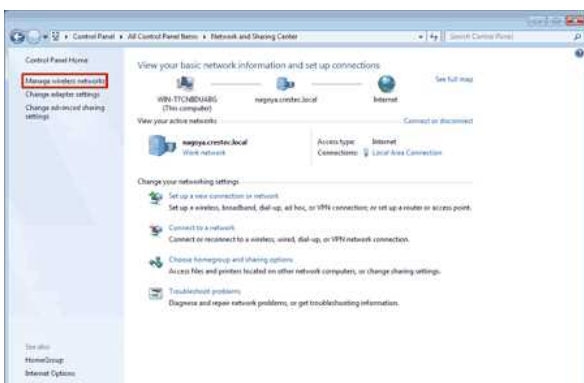 Control Panel ▸ All Control Panel Items ▸ Network and Sharing Center
Search Control Panel
Control Panel Home
Manage wireless networks
Change adapter settings
Change advanced sharing
settings
View your basic network information and set up connections
See full map
(This computer)
nagoya.crestec.local
Internet
View your active networks
Connect or disconnect
nagoya.crestec.local
Work network
Access type: Internet
Connections: Local Area Connection
Change your networking settings
Set up a new connection or network
Set up a wireless, broadband, dial-up, ad hoc, or VPN connection; or set up a router or access point.
Connect to a network
Connect or reconnect to a wireless, wired, dial-up, or VPN network connection.
Choose homegroup and sharing options
Access files and printers located on other network computers, or change sharing settings.
Troubleshoot problems
Diagnose and repair network problems, or get troubleshooting information.
See also
HomeGroup
Internet Options